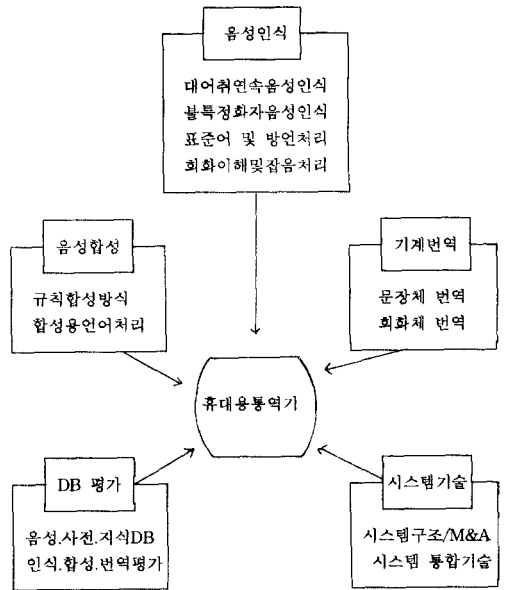 음성인식
대어휘연속음성인식
불특정화자음성인식
표준어 및 방언처리
회화이해및잡음처리
음성합성
규칙합성방식
합성용언어처리
기계번역
문장체 번역
회화체 번역
휴대용통역기
DB 평가
음성.사전.지식DB
인식.합성.번역평가
시스템기술
시스템구조/M&A
시스템 통합기술